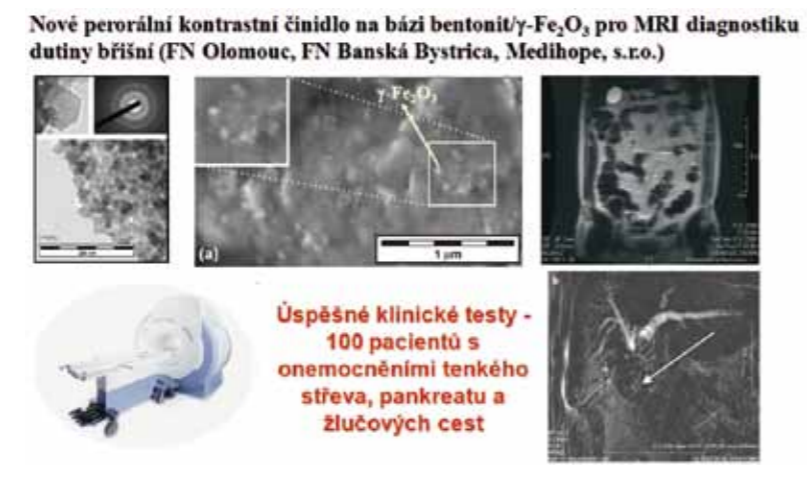 Nové perorální kontrastní činidlo na bázi bentonit/γ-Fe₂O₃ pro MRI diagnostiku
dutiny břišní (FN Olomouc, FN Banská Bystrica, Medihope, s.r.o.)
γ-Fe₂O₃
(a)
1 μm
b
Úspěšné klinické testy -
100 pacientů s
onemocněními tenkého
střeva, pankreatu a
žlučových cest